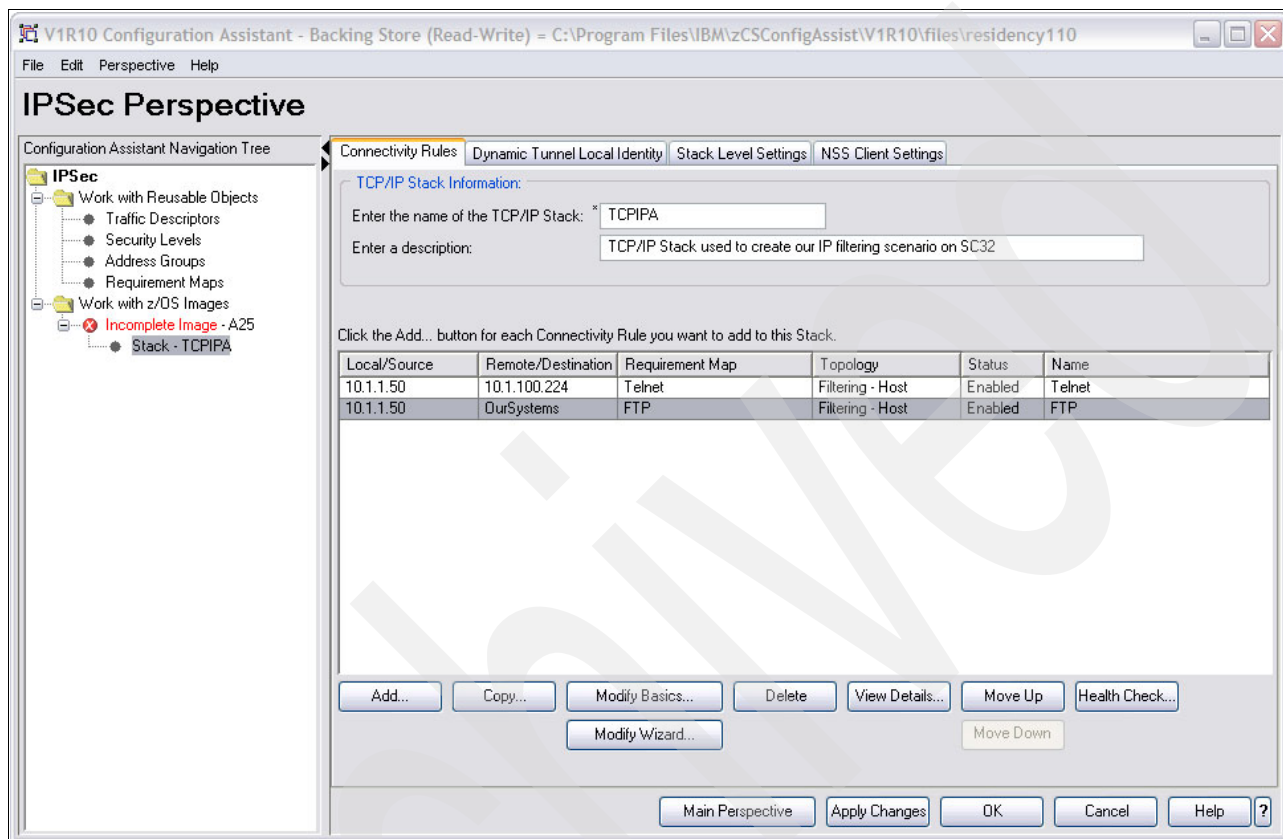 V1R10 Configuration Assistant - Backing Store (Read-Write) = C:\Program Files\IBM\zCSConfigAssist\V1R10\files\residency110
File Edit Perspective Help
IPSec Perspective
Configuration Assistant Navigation Tree
IPSec
Work with Reusable Objects
Traffic Descriptors
Security Levels
Address Groups
Requirement Maps
Work with z/OS Images
Incomplete Image - A25
Stack - TCPIPA
Connectivity Rules Dynamic Tunnel Local Identity Stack Level Settings NSS Client Settings
TCP/IP Stack Information:
Enter the name of the TCP/IP Stack: * TCPIPA
Enter a description: TCP/IP Stack used to create our IP filtering scenario on SC32
Click the Add... button for each Connectivity Rule you want to add to this Stack.
Local/Source Remote/Destination Requirement Map Topology Status Name
10.1.1.50 10.1.100.224 Telnet Filtering - Host Enabled Telnet
10.1.1.50 OurSystems FTP Filtering - Host Enabled FTP
Add... Copy... Modify Basics... Delete View Details... Move Up Health Check...
Modify Wizard... Move Down
Main Perspective Apply Changes OK Cancel Help ?